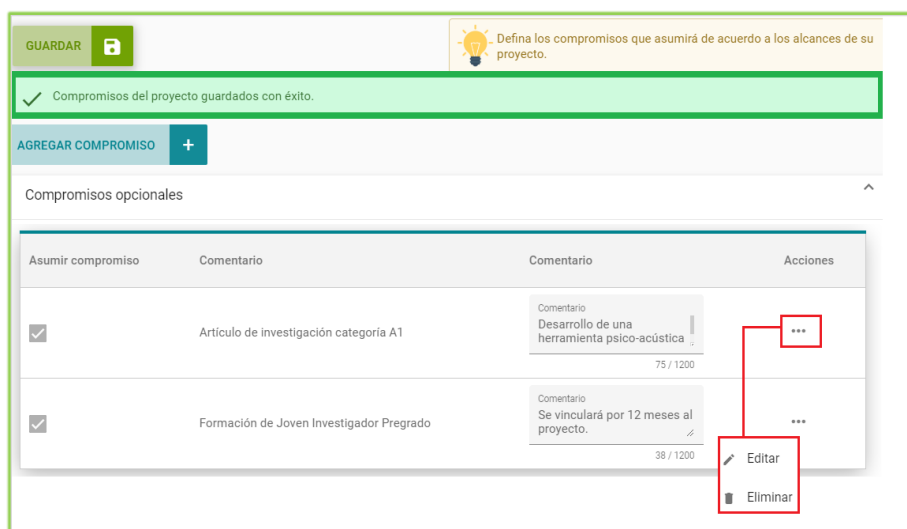 GUARDAR
Defina los compromisos que asumirá de acuerdo a los alcances de su
proyecto.
Compromisos del proyecto guardados con éxito.
AGREGAR COMPROMISO +
Compromisos opcionales
Asumir compromiso Comentario Comentario Acciones
Comentario
Artículo de investigación categoría A1
Desarrollo de una
herramienta psico-acústica
75 / 1200
Comentario
Formación de Joven Investigador Pregrado
Se vinculará por 12 meses al
proyecto.
38 / 1200
Editar
Eliminar